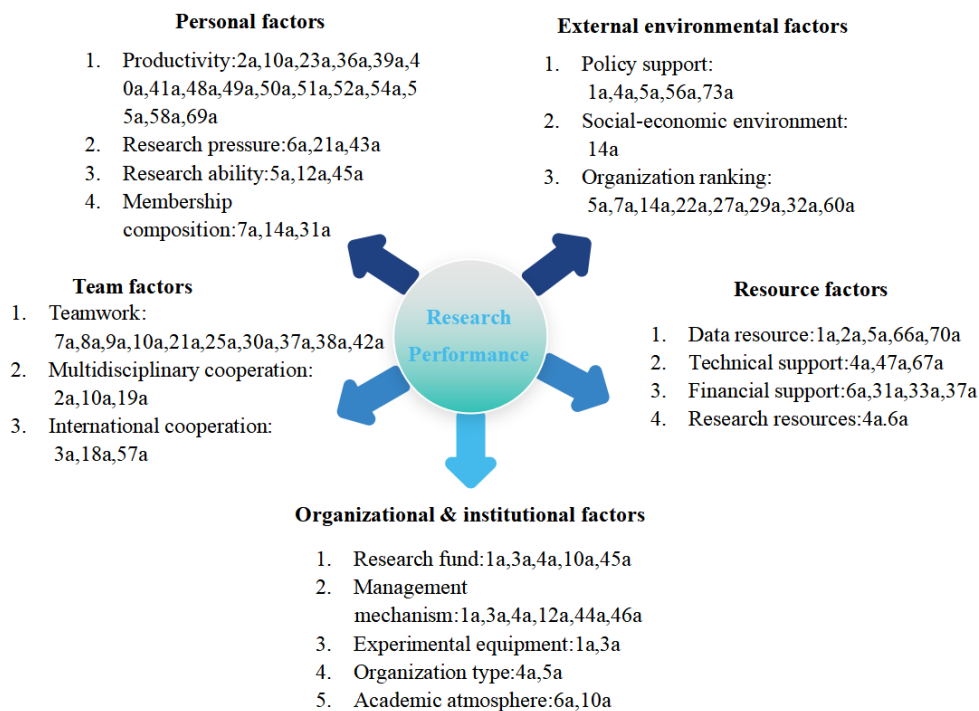 Personal factors
1. Productivity:2a,10a,23a,36a,39a,4
0a,41a,48a,49a,50a,51a,52a,54a,5
5a,58a,69a
2. Research pressure:6a,21a,43a
3. Research ability:5a,12a,45a
4. Membership
composition:7a,14a,31a
External environmental factors
1. Policy support:
1a,4a,5a,56a,73a
2. Social-economic environment:
14a
3. Organization ranking:
5a,7a,14a,22a,27a,29a,32a,60a
Team factors
1. Teamwork:
7a,8a,9a,10a,21a,25a,30a,37a,38a,42a
2. Multidisciplinary cooperation:
2a,10a,19a
3. International cooperation:
3a,18a,57a
Research
Performance
Resource factors
1. Data resource:1a,2a,5a,66a,70a
2. Technical support:4a,47a,67a
3. Financial support:6a,31a,33a,37a
4. Research resources:4a.6a
Organizational & institutional factors
1. Research fund:1a,3a,4a,10a,45a
2. Management
mechanism:1a,3a,4a,12a,44a,46a
3. Experimental equipment:1a,3a
4. Organization type:4a,5a
5. Academic atmosphere:6a,10a